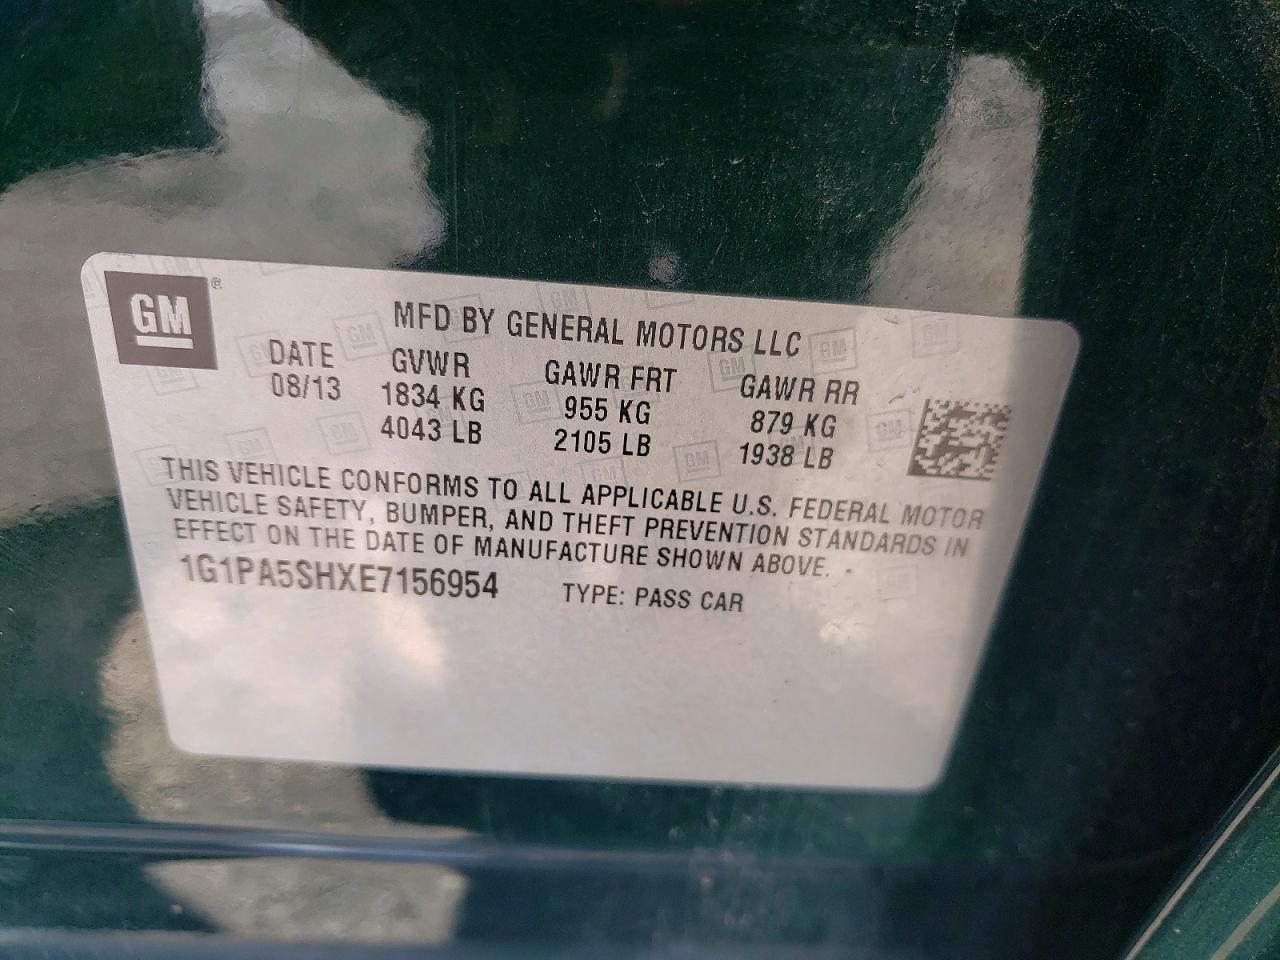 GM ®
MFD BY GENERAL MOTORS LLC
DATE GVWR GAWR FRT GAWR RR
08/13 1834 KG 955 KG 879 KG
4043 LB 2105 LB 1938 LB
THIS VEHICLE CONFORMS TO ALL APPLICABLE U.S. FEDERAL MOTOR
VEHICLE SAFETY, BUMPER, AND THEFT PREVENTION STANDARDS IN
EFFECT ON THE DATE OF MANUFACTURE SHOWN ABOVE.
1G1PA5SHXE7156954 TYPE: PASS CAR